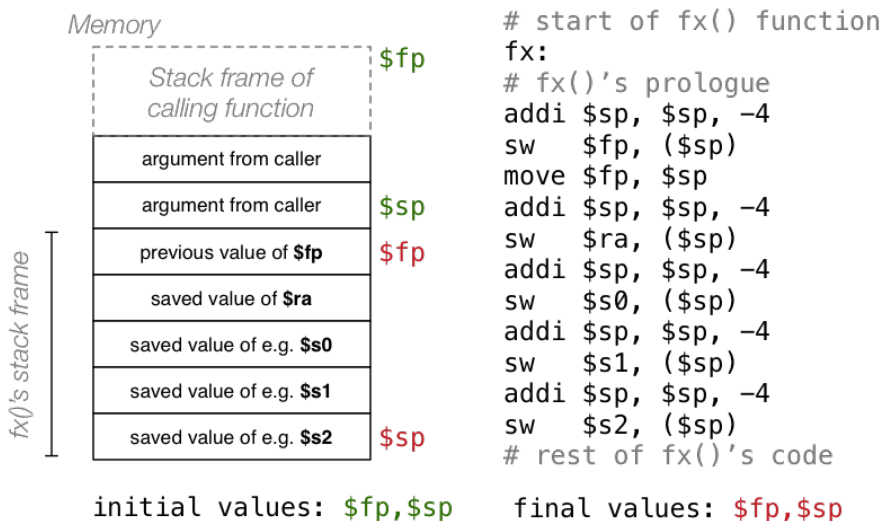 Memory
$fp
Stack frame of
calling function
argument from caller
argument from caller
$sp
previous value of $fp
$fp
saved value of $ra
saved value of e.g. $s0
saved value of e.g. $s1
saved value of e.g. $s2
$sp
fx()'s stack frame
initial values: $fp,$sp
# start of fx() function
fx:
# fx()’s prologue
addi $sp, $sp, −4
sw $fp, ($sp)
move $fp, $sp
addi $sp, $sp, −4
sw $ra, ($sp)
addi $sp, $sp, −4
sw $s0, ($sp)
addi $sp, $sp, −4
sw $s1, ($sp)
addi $sp, $sp, −4
sw $s2, ($sp)
# rest of fx()’s code
final values: $fp,$sp